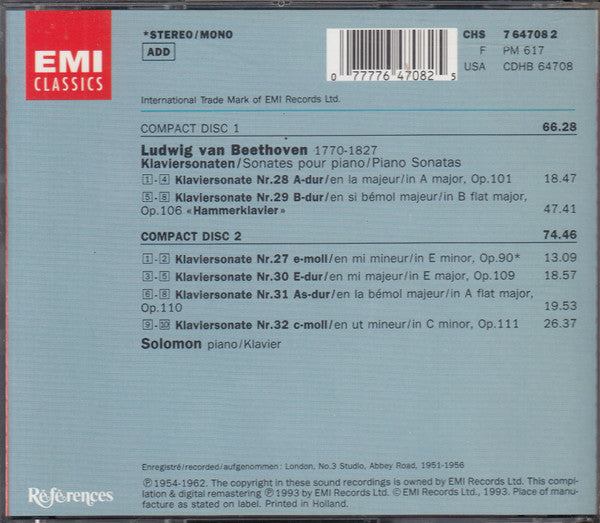 EMI
CLASSICS
*STEREO/MONO
ADD
0 77776 47082 5
CHS 7 64708 2
F PM 617
USA CDHB 64708
International Trade Mark of EMI Records Ltd.
COMPACT DISC 1 66.28
Ludwig van Beethoven 1770-1827
Klaviersonaten/Sonates pour piano/Piano Sonatas
1-4 Klaviersonate Nr.28 A-dur/en la majeur/in A major, Op.101 18.47
5-8 Klaviersonate Nr.29 B-dur/en si bémol majeur/in B flat major,
Op.106 «Hammerklavier» 47.41
COMPACT DISC 2 74.46
1-2 Klaviersonate Nr.27 e-moll/en mi mineur/in E minor, Op.90* 13.09
3-5 Klaviersonate Nr.30 E-dur/en mi majeur/in E major, Op.109 18.57
6-8 Klaviersonate Nr.31 As-dur/en la bémol majeur/in A flat major,
Op.110 19.53
9-10 Klaviersonate Nr.32 c-moll/en ut mineur/in C minor, Op.111 26.37
Solomon piano/Klavier
Enregistré/recorded/aufgenommen: London, No.3 Studio, Abbey Road, 1951-1956
Références
℗ 1954-1962. The copyright in these sound recordings is owned by EMI Records Ltd. This compi-
lation & digital remastering ℗ 1993 by EMI Records Ltd. © EMI Records Ltd., 1993. Place of manu-
facture as stated on label. Printed in Holland.